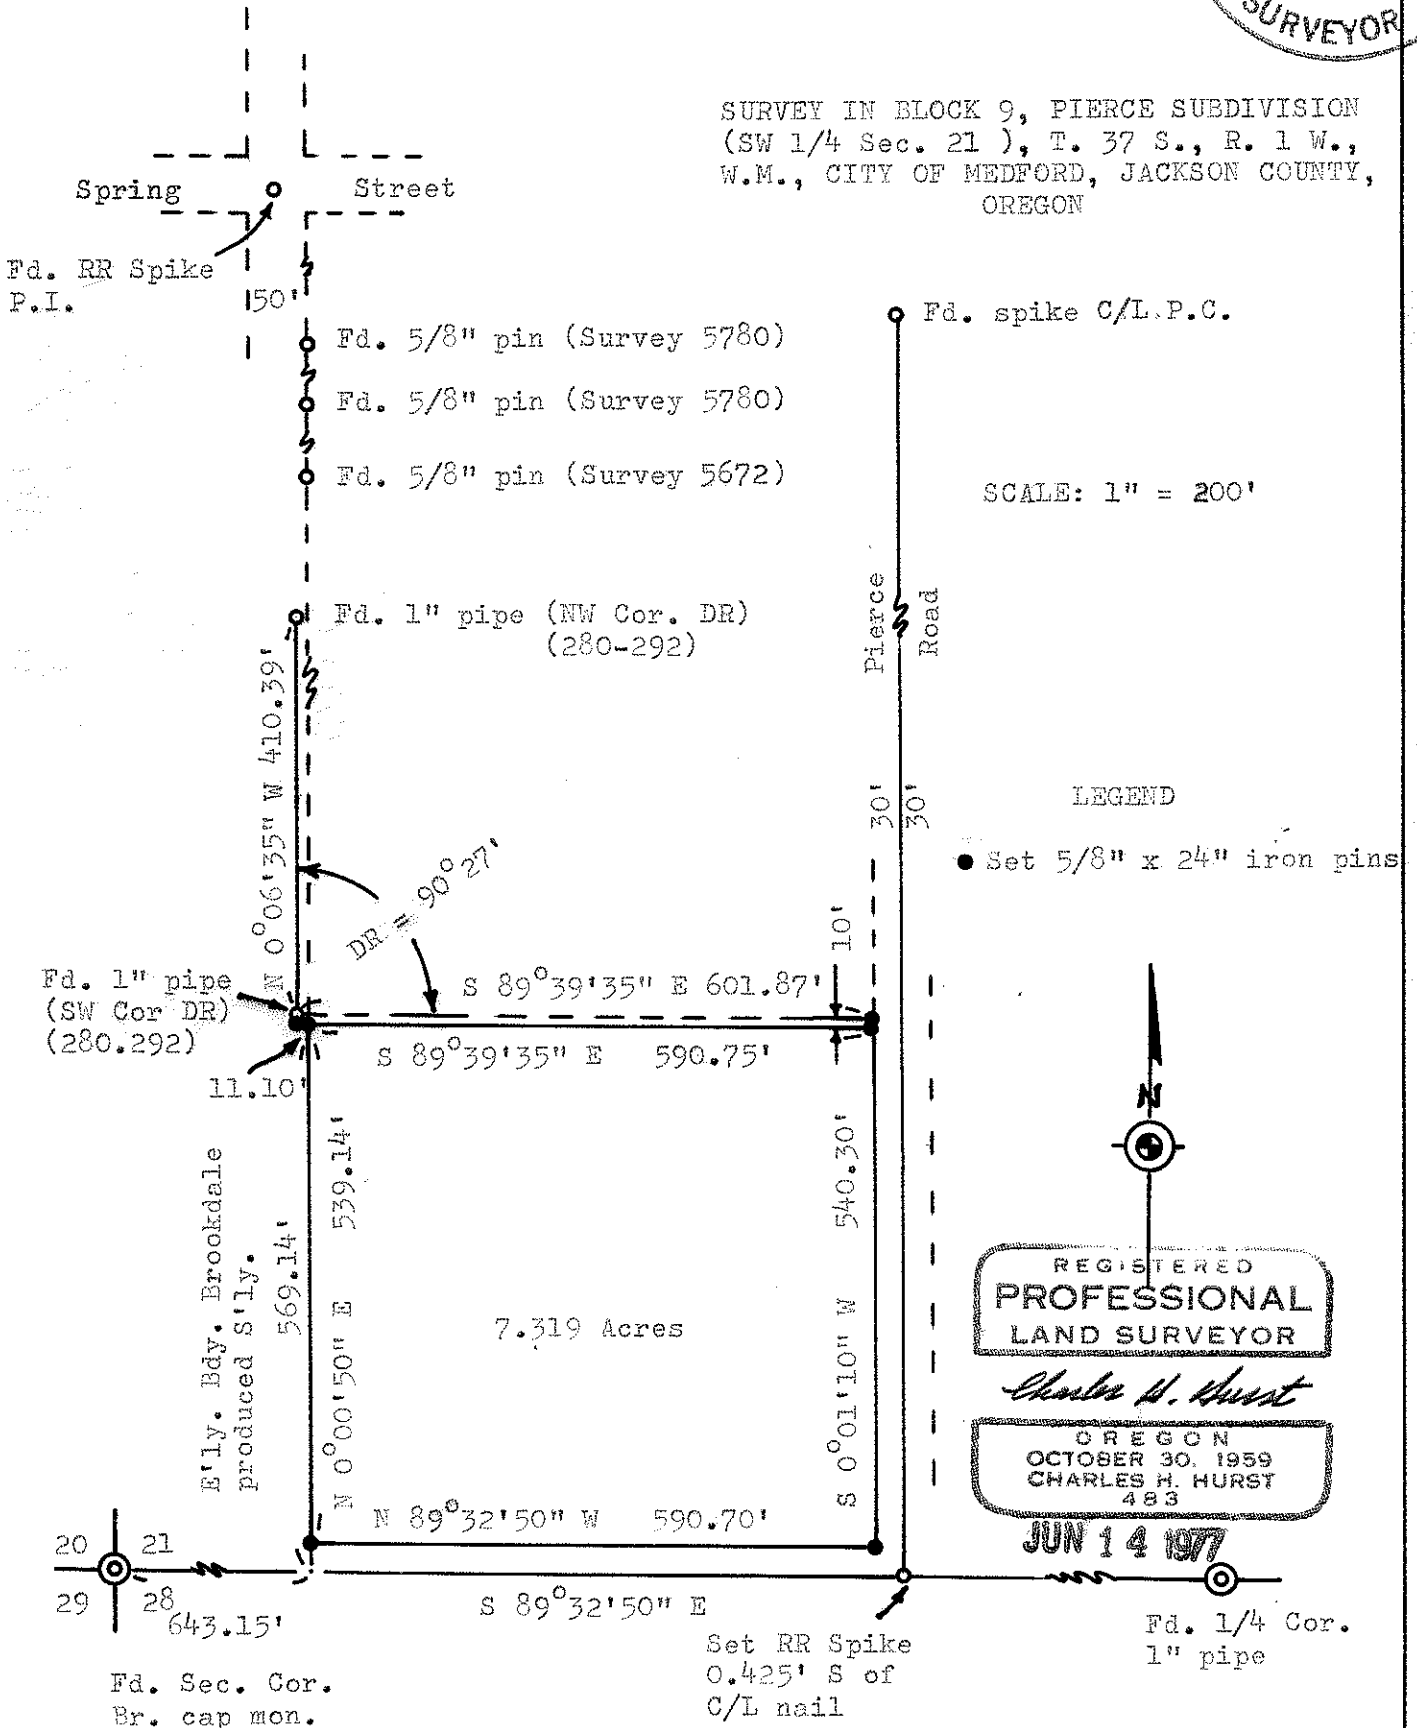 SURVEYOR
SURVEY IN BLOCK 9, PIERCE SUBDIVISION
(SW 1/4 Sec. 21 ), T. 37 S., R. 1 W.,
W.M., CITY OF MEDFORD, JACKSON COUNTY,
OREGON
Spring Street
Fd. RR Spike
P.I.
50'
Fd. 5/8" pin (Survey 5780)
Fd. 5/8" pin (Survey 5780)
Fd. 5/8" pin (Survey 5672)
Fd. spike C/L P.C.
SCALE: 1" = 200'
Fd. 1" pipe (NW Cor. DR)
(280-292)
Pierce
Road
N 0°06'35" W 410.39'
30'
30'
LEGEND
Set 5/8" x 24" iron pins
DR = 90°27'
10'
Fd. 1" pipe
(SW Cor DR)
(280.292)
S 89°39'35" E 601.87'
S 89°39'35" E 590.75'
11.10'
N
E'ly. Bdy. Brookdale
produced S'ly.
569.14'
N 0°00'50" E 539.14'
7.319 Acres
S 0°01'10" W 540.30'
REGISTERED
PROFESSIONAL
LAND SURVEYOR
Charles H. Hurst
OREGON
OCTOBER 30, 1959
CHARLES H. HURST
483
JUN 14 1977
N 89°32'50" W 590.70'
20 21
29 28
643.15'
S 89°32'50" E
Fd. Sec. Cor.
Br. cap mon.
Set RR Spike
0.425' S of
C/L nail
Fd. 1/4 Cor.
1" pipe